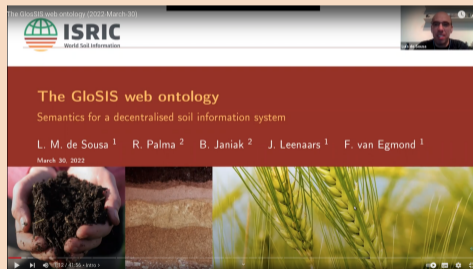 The GloSIS web ontology (2022-March-30)
ISRIC
World Soil Information
The GloSIS web ontology
Semantics for a decentralised soil information system
L. M. de Sousa 1 R. Palma 2 B. Janiak 2 J. Leenaars 1 F. van Egmond 1
March 30, 2022